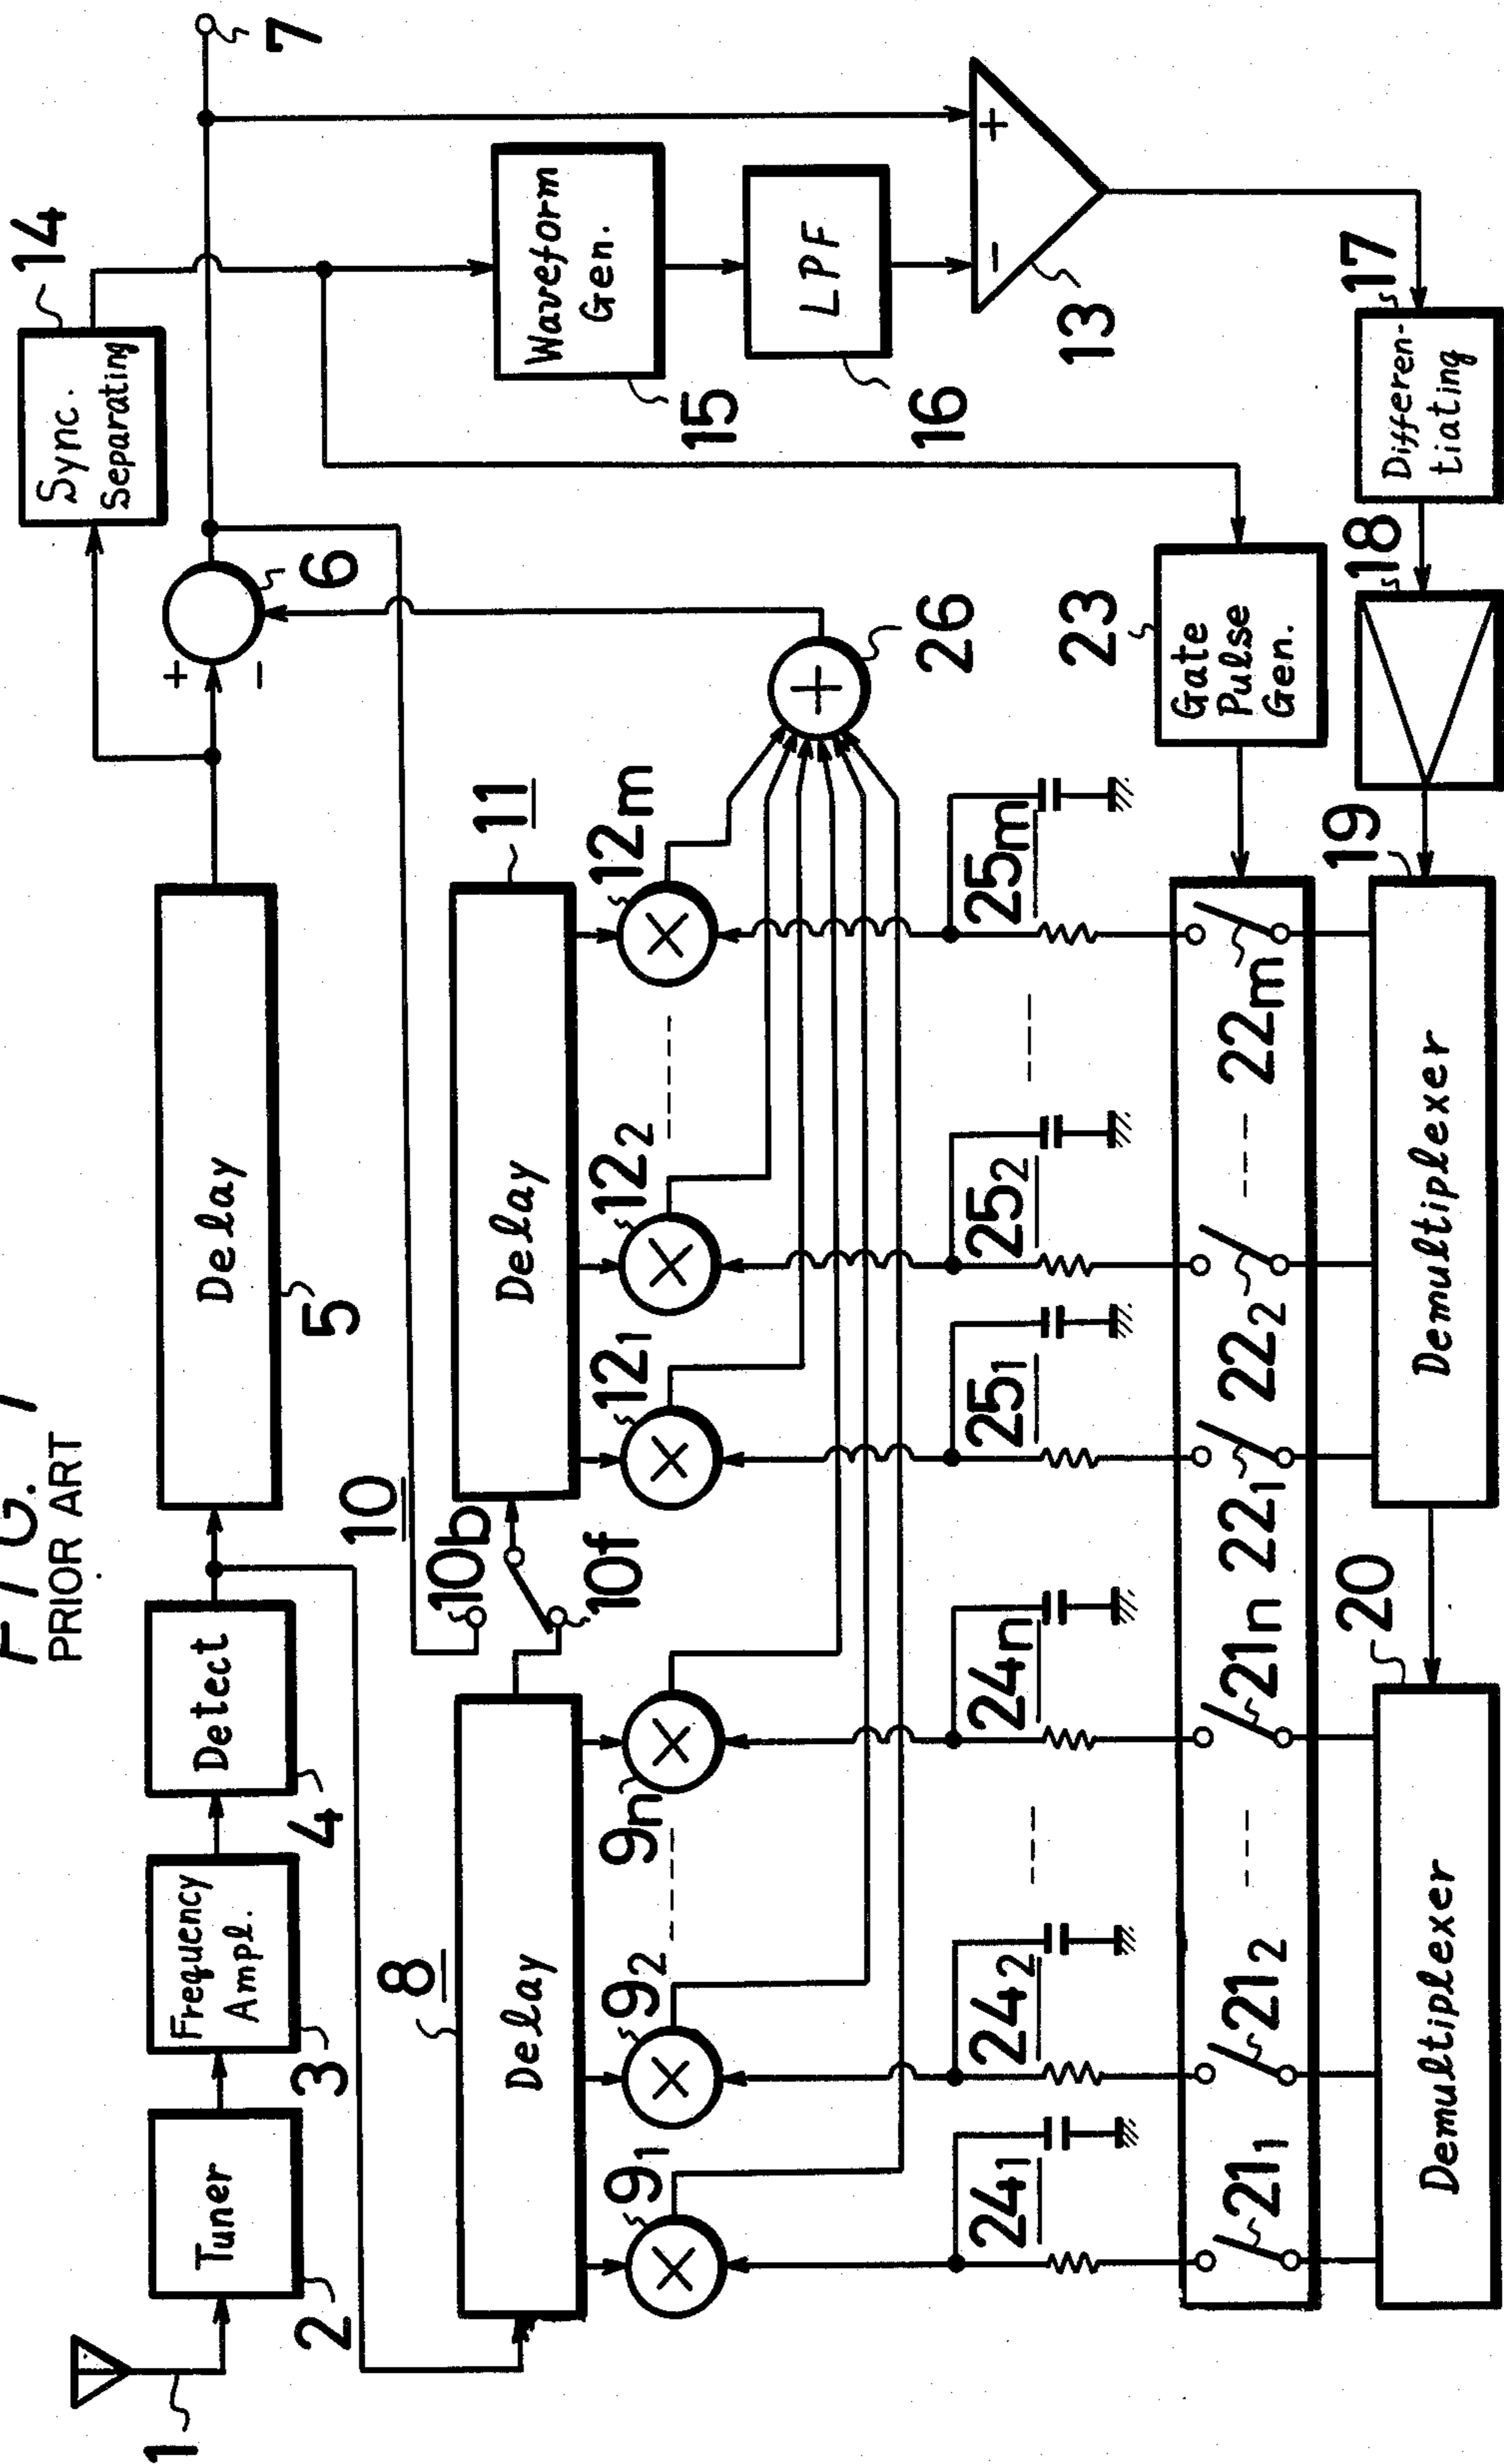 FIG. 1
PRIOR ART
1
Tuner
2
Frequency
Ampl.
3
Detect
4
Delay
5
+
−
6
Sync.
Separating
14
7
8
Delay
10
10b
10f
11
Delay
9₁
9₂
9n
12₁
12₂
12m
26
Waveform
Gen.
15
LPF
16
+
−
13
24₁
24₂
24n
25₁
25₂
25m
Gate
Pulse
Gen.
23
21₁
21₂
21n
22₁
22₂
22m
Differen-
tiating
17
18
Demultiplexer
19
Demultiplexer
20